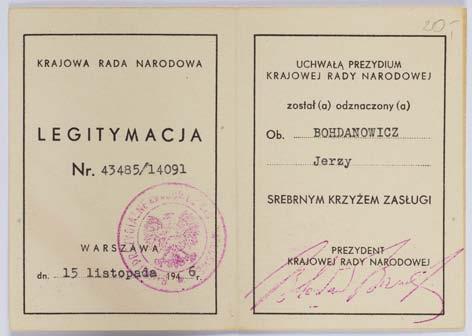 KRAJOWA RADA NARODOWA
LEGITYMACJA
Nr. 43485/14091
WARSZAWA
dn. 15 listopada 1946r.
20,-
UCHWAŁĄ PREZYDIUM
KRAJOWEJ RADY NARODOWEJ
został (a) odznaczony (a)
Ob. BOHDANOWICZ
Jerzy
SREBRNYM KRZYŻEM ZASŁUGI
PREZYDENT
KRAJOWEJ RADY NARODOWEJ